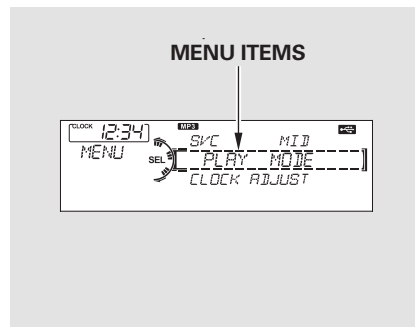 MENU ITEMS
CLOCK 12:34 MP3
SVC MID
MENU SEL PLAY MODE
CLOCK ADJUST